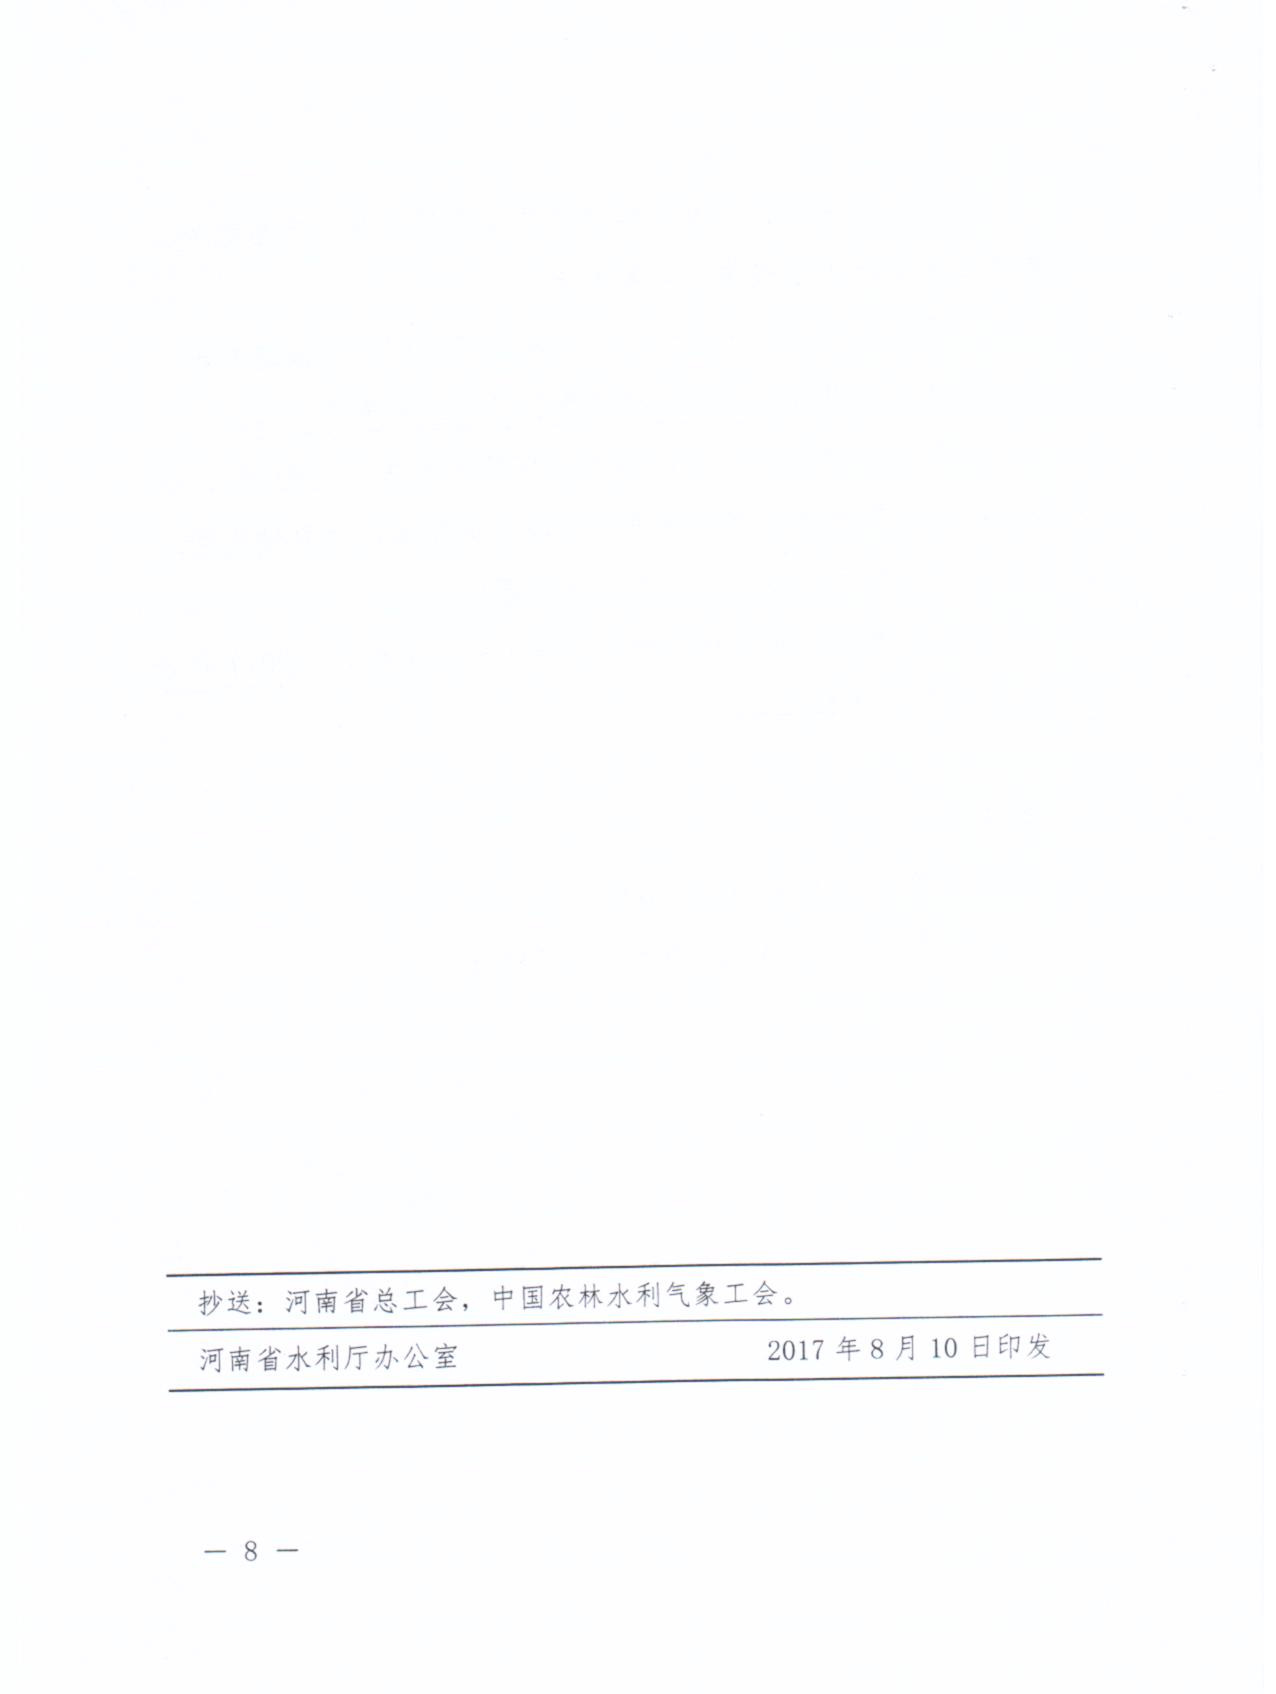 抄送：河南省总工会，中国农林水利气象工会。
河南省水利厅办公室 2017 年 8 月 10 日印发
— 8 —